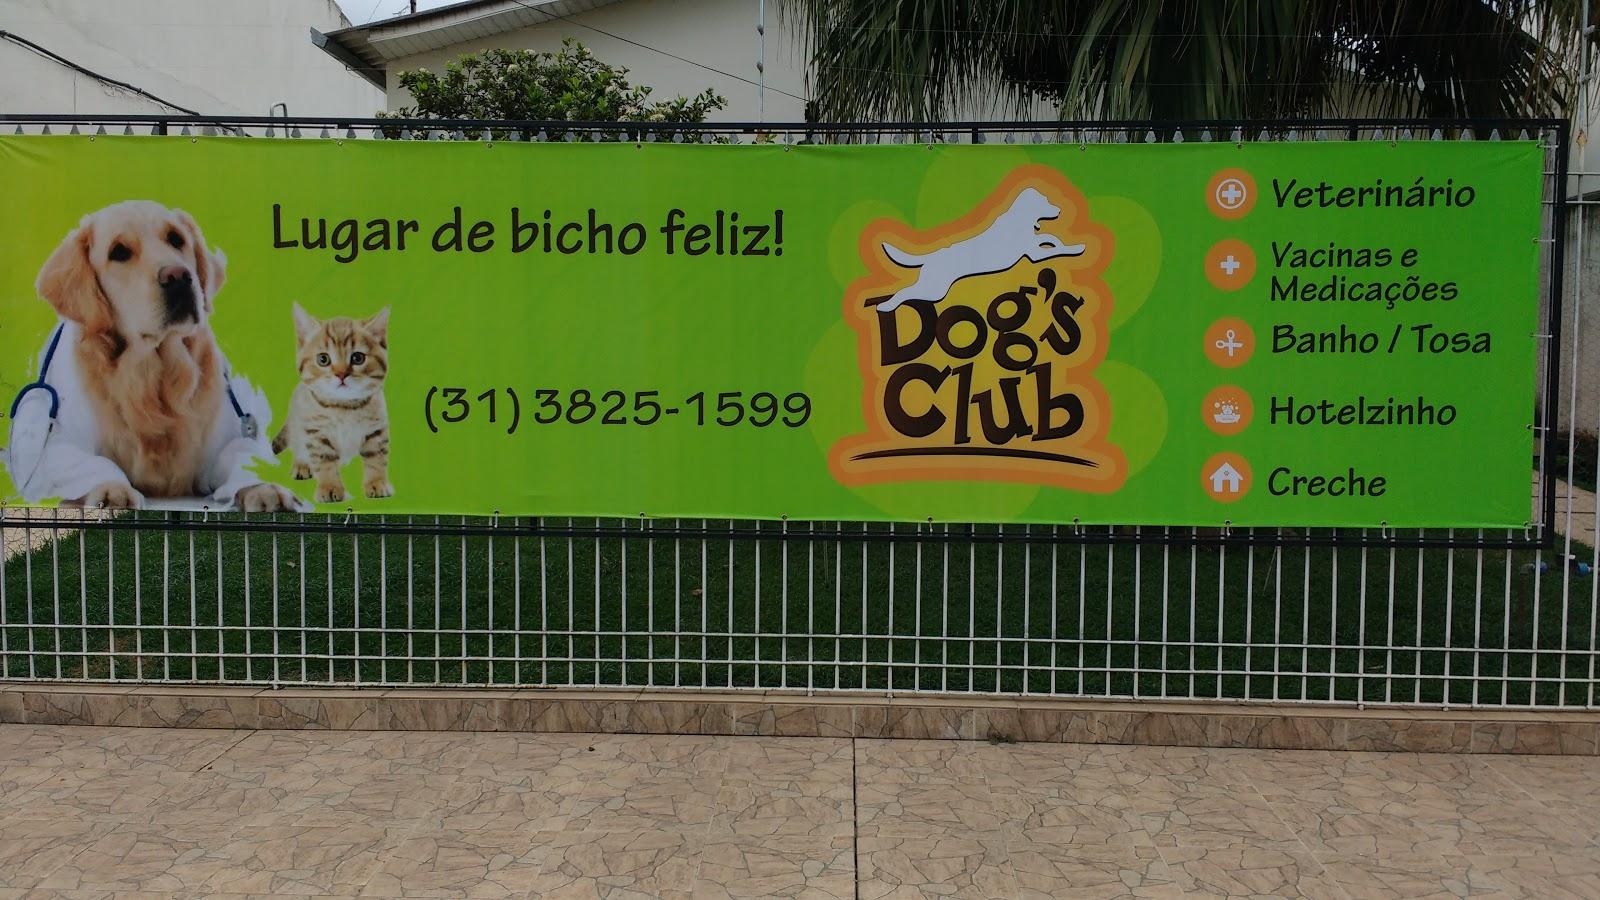 Lugar de bicho feliz!
(31) 3825-1599
Dog's
Club
Veterinário
Vacinas e
Medicações
Banho / Tosa
Hotelzinho
Creche